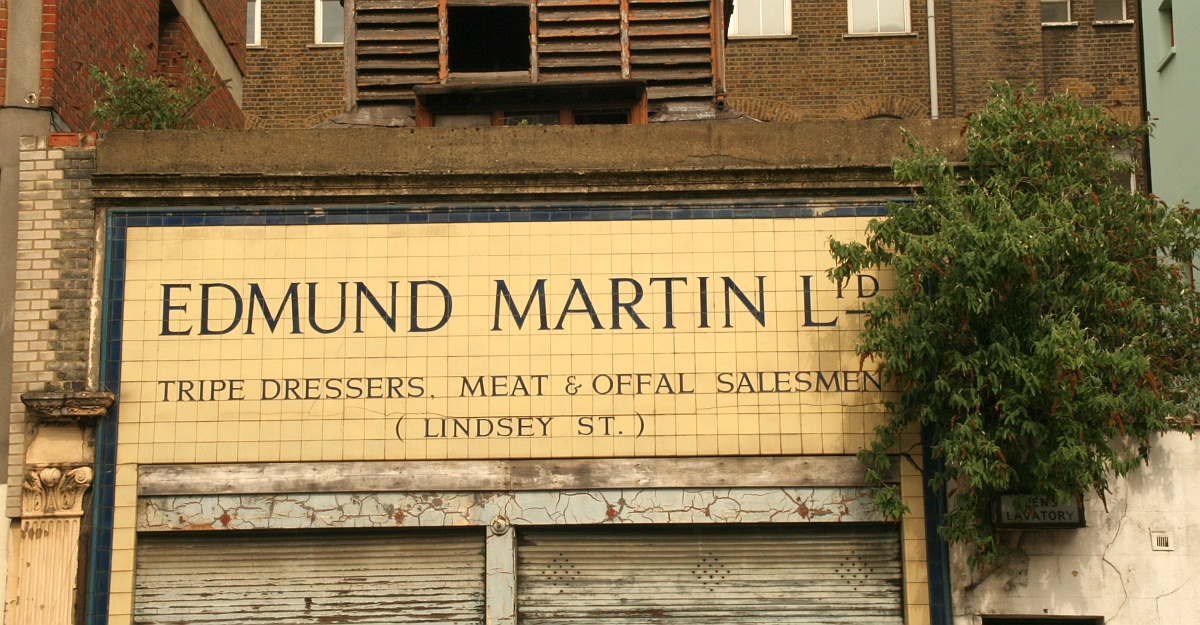 EDMUND MARTIN LTD
TRIPE DRESSERS, MEAT & OFFAL SALESMEN
( LINDSEY ST. )
LAVATORY